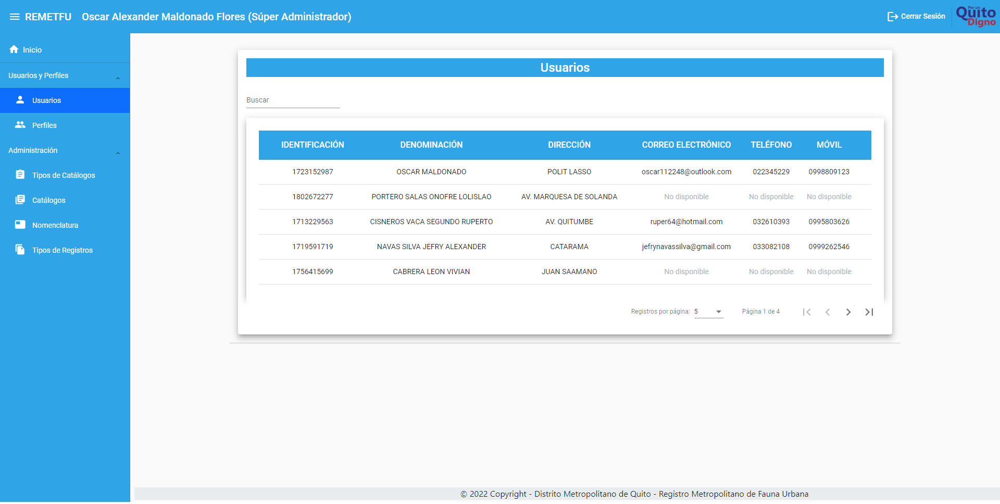 REMETFU Oscar Alexander Maldonado Flores (Súper Administrador)
Cerrar Sesión
Por un
Quito
Digno
Inicio
Usuarios y Perfiles
Usuarios
Perfiles
Administración
Tipos de Catálogos
Catálogos
Nomenclatura
Tipos de Registros
Usuarios
Buscar
IDENTIFICACIÓN DENOMINACIÓN DIRECCIÓN CORREO ELECTRÓNICO TELÉFONO MÓVIL
1723152987 OSCAR MALDONADO POLIT LASSO oscar112248@outlook.com 022345229 0998809123
1802672277 PORTERO SALAS ONOFRE LOLISLAO AV. MARQUESA DE SOLANDA No disponible No disponible No disponible
1713229563 CISNEROS VACA SEGUNDO RUPERTO AV. QUITUMBE ruper64@hotmail.com 032610393 0995803626
1719591719 NAVAS SILVA JEFRY ALEXANDER CATARAMA jefrynavassilva@gmail.com 033082108 0999262546
1756415699 CABRERA LEON VIVIAN JUAN SAAMANO No disponible No disponible No disponible
Registros por página: 5 Página 1 de 4
© 2022 Copyright - Distrito Metropolitano de Quito - Registro Metropolitano de Fauna Urbana